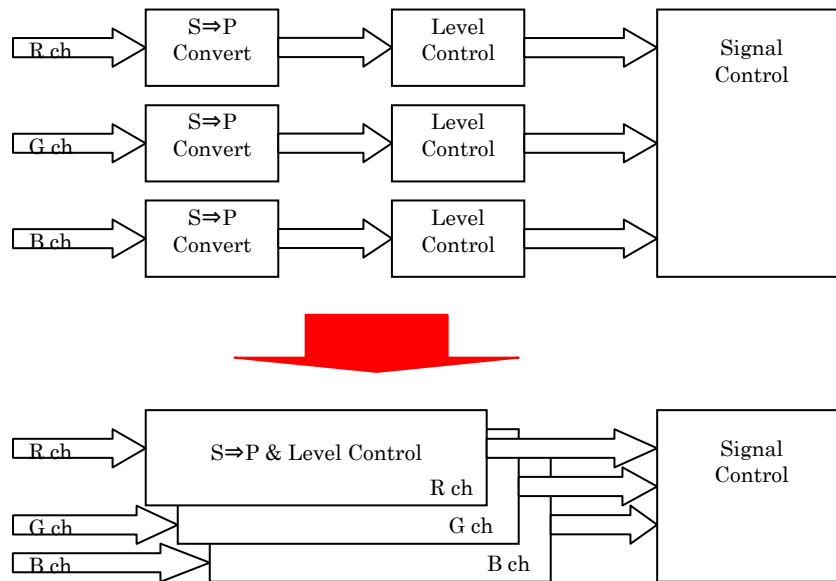 R ch
S⇒P
Convert
Level
Control
Signal
Control
G ch
S⇒P
Convert
Level
Control
B ch
S⇒P
Convert
Level
Control
R ch
S⇒P & Level Control
R ch
Signal
Control
G ch
G ch
B ch
B ch